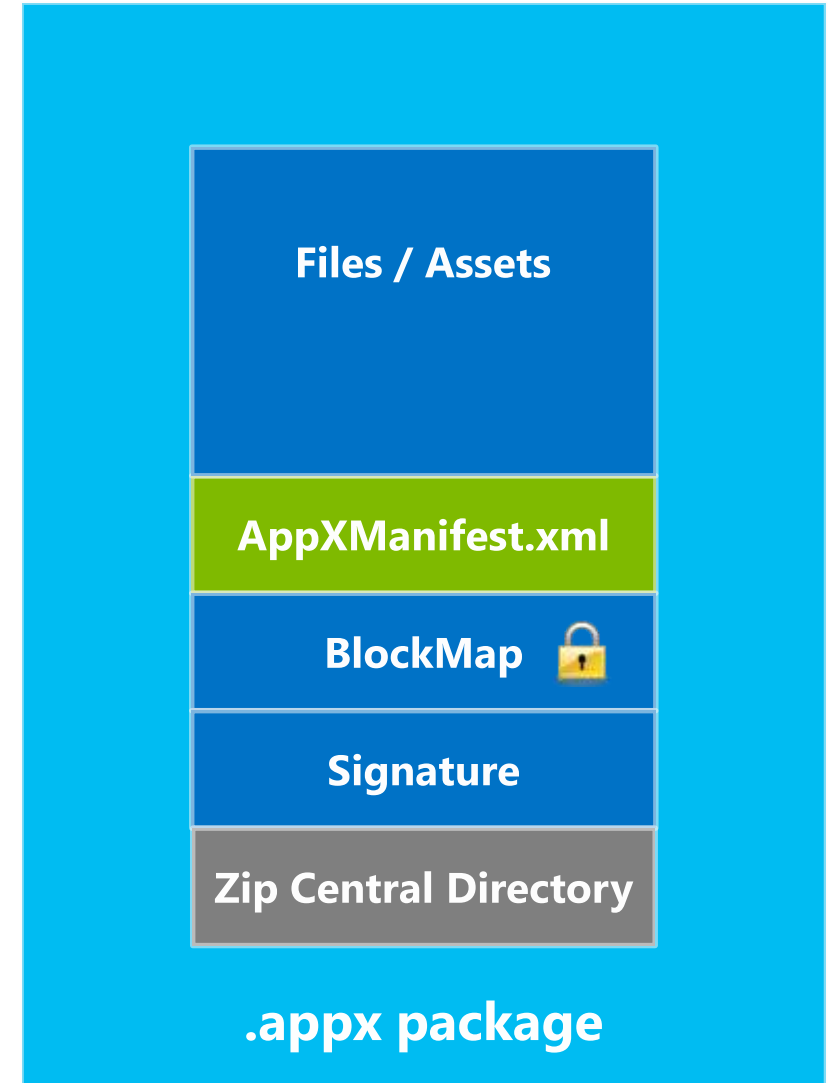 Files / Assets
AppXManifest.xml
BlockMap
Signature
Zip Central Directory
.appx package